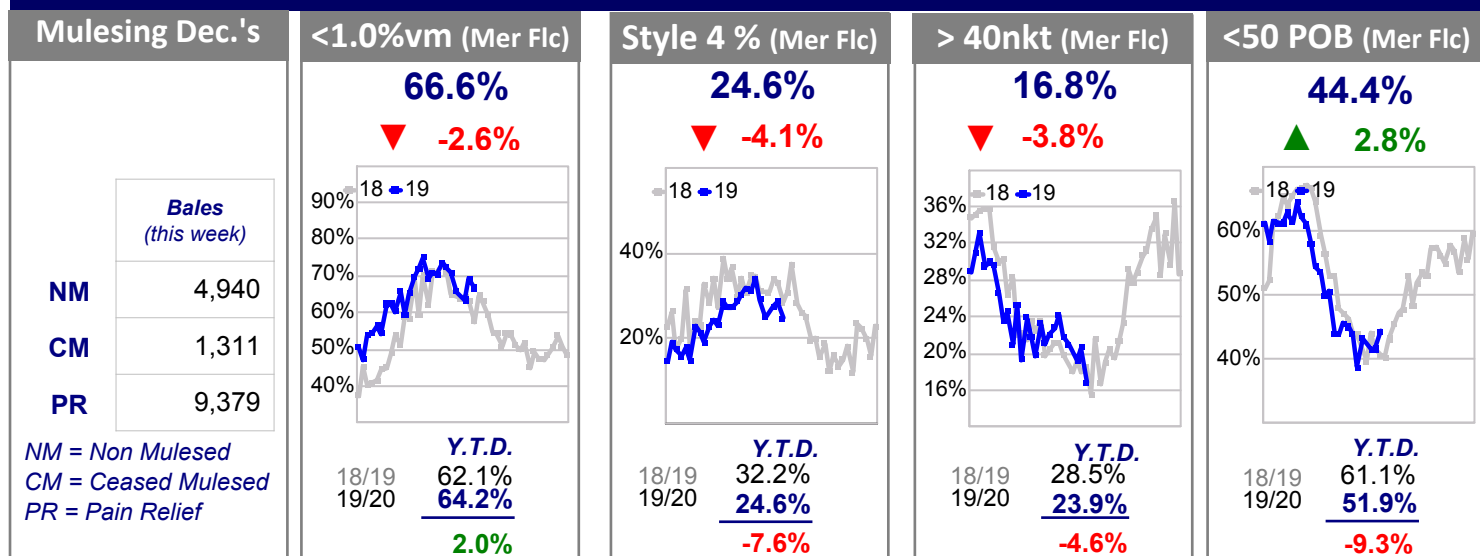 Mulesing Dec.'s
Bales
(this week)
NM 4,940
CM 1,311
PR 9,379
NM = Non Mulesed
CM = Ceased Mulesed
PR = Pain Relief
<1.0%vm (Mer Flc)
66.6%
▼ -2.6%
18 19
90%
80%
70%
60%
50%
40%
Y.T.D.
18/19 62.1%
19/20 64.2%
2.0%
Style 4 % (Mer Flc)
24.6%
▼ -4.1%
18 19
40%
20%
Y.T.D.
18/19 32.2%
19/20 24.6%
-7.6%
> 40nkt (Mer Flc)
16.8%
▼ -3.8%
18 19
36%
32%
28%
24%
20%
16%
Y.T.D.
18/19 28.5%
19/20 23.9%
-4.6%
<50 POB (Mer Flc)
44.4%
▲ 2.8%
18 19
60%
50%
40%
Y.T.D.
18/19 61.1%
19/20 51.9%
-9.3%